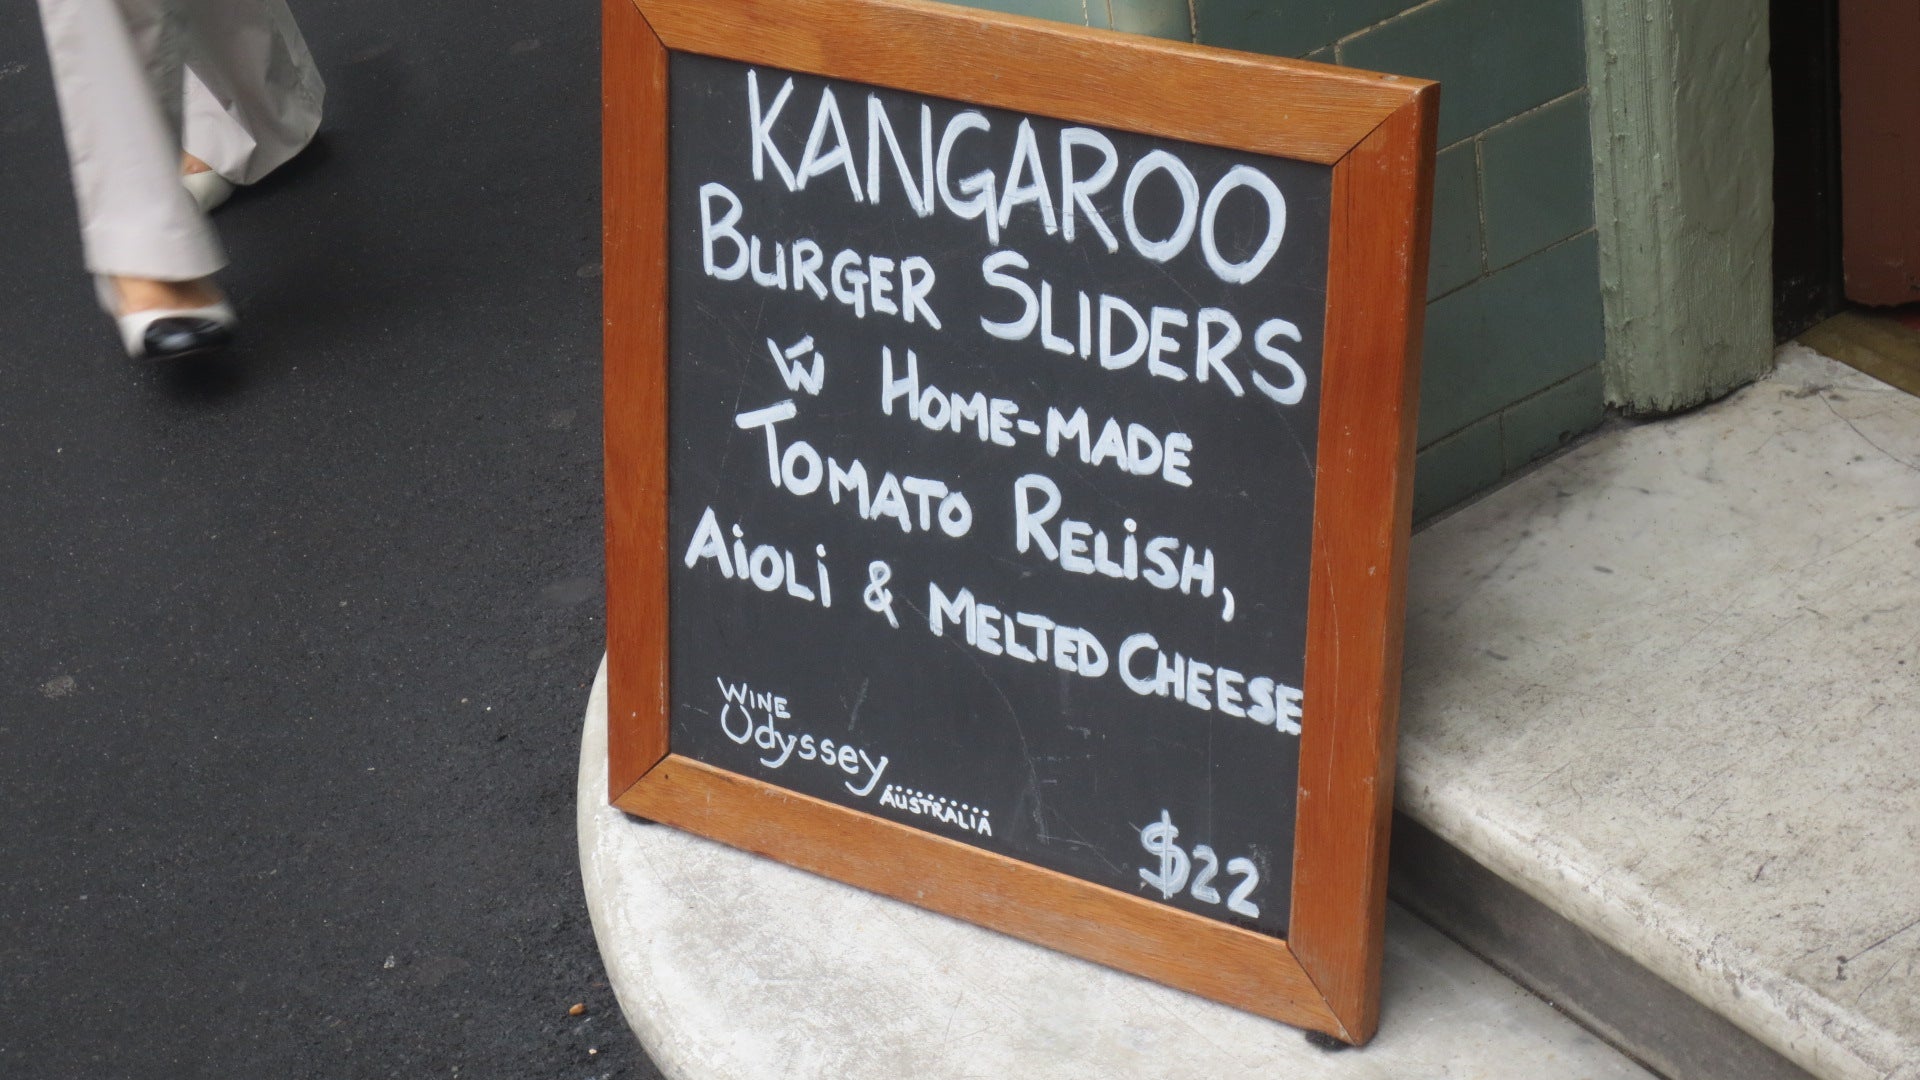 KANGAROO
BURGER SLIDERS
W HOME-MADE
TOMATO RELiSH,
AiOLi & MELTED CHEESE
WINE
Odyssey
AUSTRALIA
$22